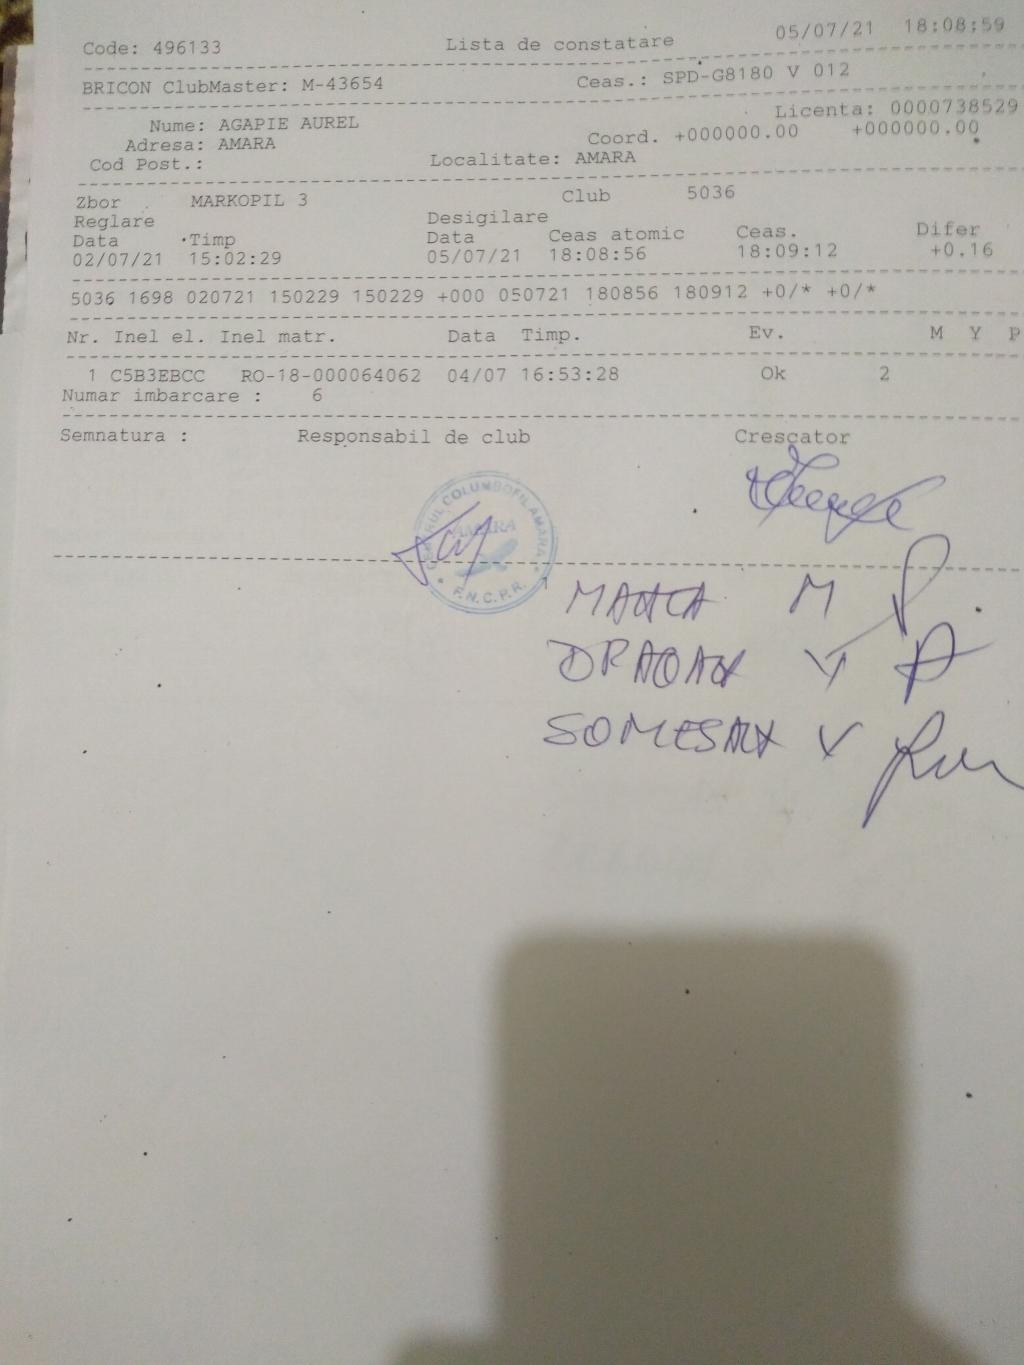 Code: 496133 Lista de constatare 05/07/21 18:08:59
BRICON ClubMaster: M-43654 Ceas.: SPD-G8180 V 012
Licenta: 0000738529
Nume: AGAPIE AUREL
Adresa: AMARA Coord. +000000.00 +000000.00
Cod Post.: Localitate: AMARA
Zbor MARKOPIL 3 Club 5036
Reglare Desigilare
Data Timp Data Ceas atomic Ceas. Difer
02/07/21 15:02:29 05/07/21 18:08:56 18:09:12 +0.16
5036 1698 020721 150229 150229 +000 050721 180856 180912 +0/* +0/*
Nr. Inel el. Inel matr. Data Timp. Ev. M Y P
1 C5B3EBCC RO-18-000064062 04/07 16:53:28 Ok 2
Numar imbarcare : 6
Semnatura : Responsabil de club Crescator
COLUMBOFIL AMARA
AMARA
F.N.C.P.R.
M
DRAGAN V
SOMESAN V